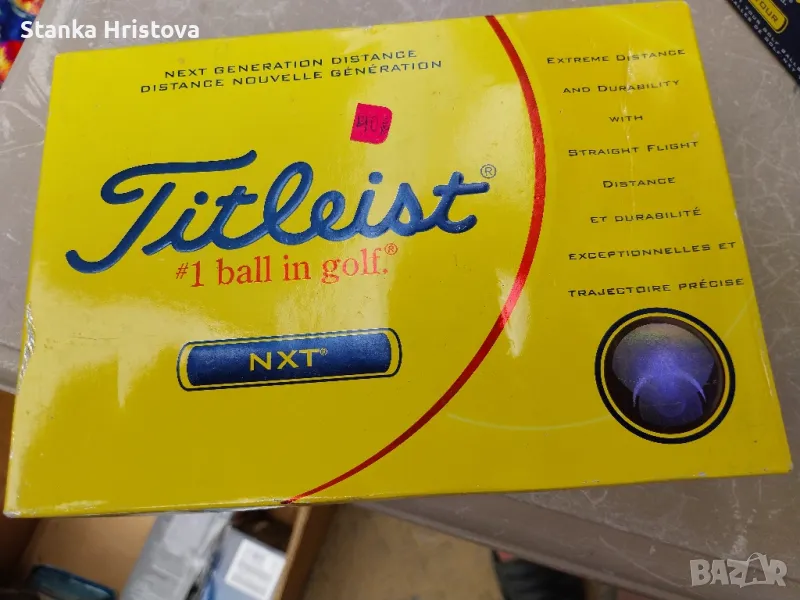 Stanka Hristova
NEXT GENERATION DISTANCE
DISTANCE NOUVELLE GÉNÉRATION
Titleist®
#1 ball in golf.®
NXT®
EXTREME DISTANCE
AND DURABILITY
WITH
STRAIGHT FLIGHT
DISTANCE
ET DURABILITÉ
EXCEPTIONNELLES ET
TRAJECTOIRE PRÉCISE
BAZAR